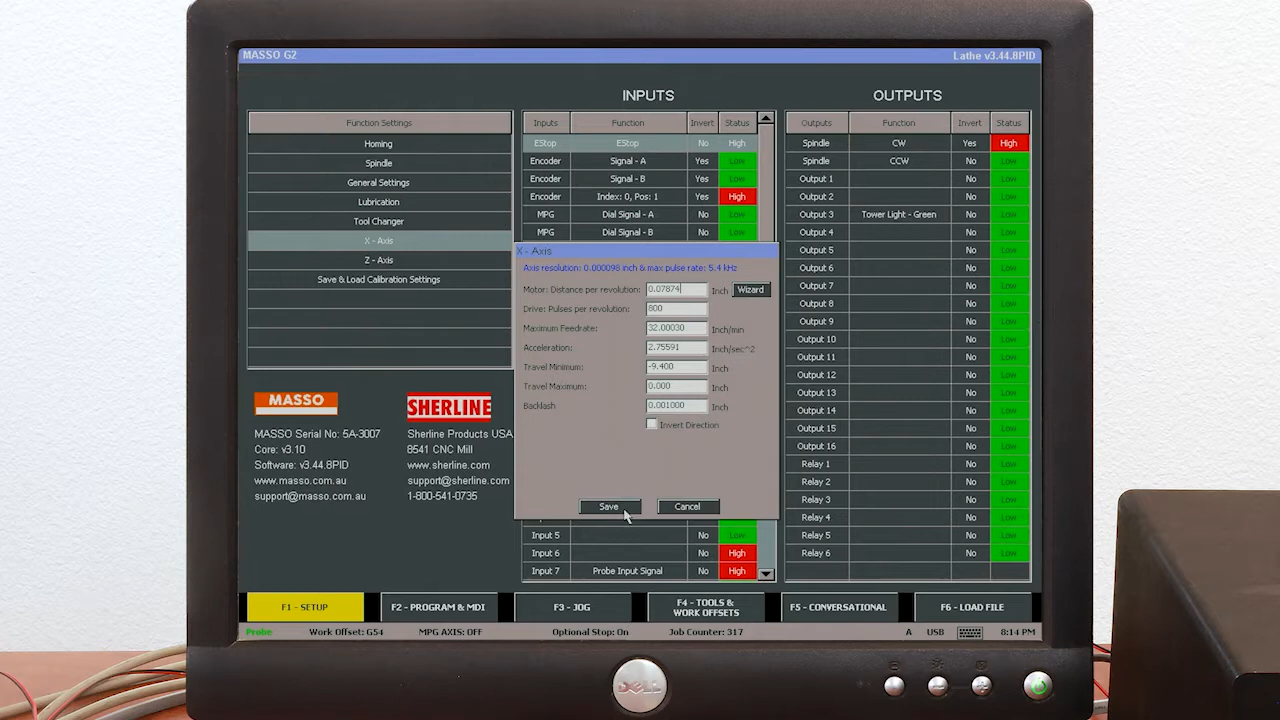 MASSO G2 Lathe v3.44.8PID
INPUTS OUTPUTS
Function Settings
Homing
Spindle
General Settings
Lubrication
Tool Changer
X - Axis
Z - Axis
Save & Load Calibration Settings
Inputs Function Invert Status
EStop EStop No High
Encoder Signal - A Yes Low
Encoder Signal - B Yes Low
Encoder Index: 0, Pos: 1 Yes High
MPG Dial Signal - A No Low
MPG Dial Signal - B No Low
X - Axis
Axis resolution: 0.000098 inch & max pulse rate: 5.4 kHz
Motor: Distance per revolution: 0.07874 Inch Wizard
Drive: Pulses per revolution: 800
Maximum Feedrate: 32.00030 Inch/min
Acceleration: 2.75591 Inch/sec^2
Travel Minimum: -9.400 Inch
Travel Maximum: 0.000 Inch
Backlash 0.001000 Inch
Invert Direction
Save Cancel
Input 5 No Low
Input 6 No High
Input 7 Probe Input Signal No High
Outputs Function Invert Status
Spindle CW Yes High
Spindle CCW No Low
Output 1 No Low
Output 2 No Low
Output 3 Tower Light - Green No Low
Output 4 No Low
Output 5 No Low
Output 6 No Low
Output 7 No Low
Output 8 No Low
Output 9 No Low
Output 10 No Low
Output 11 No Low
Output 12 No Low
Output 13 No Low
Output 14 No Low
Output 15 No Low
Output 16 No Low
Relay 1 No Low
Relay 2 No Low
Relay 3 No Low
Relay 4 No Low
Relay 5 No Low
Relay 6 No Low
MASSO
MASSO Serial No: 5A-3007
Core: v3.10
Software: v3.44.8PID
www.masso.com.au
support@masso.com.au
SHERLINE
Sherline Products USA
8541 CNC Mill
www.sherline.com
support@sherline.com
1-800-541-0735
F1 - SETUP
F2 - PROGRAM & MDI
F3 - JOG
F4 - TOOLS &
WORK OFFSETS
F5 - CONVERSATIONAL
F6 - LOAD FILE
Probe Work Offset: G54 MPG AXIS: OFF Optional Stop: On Job Counter: 317 A USB 8:14 PM
DELL